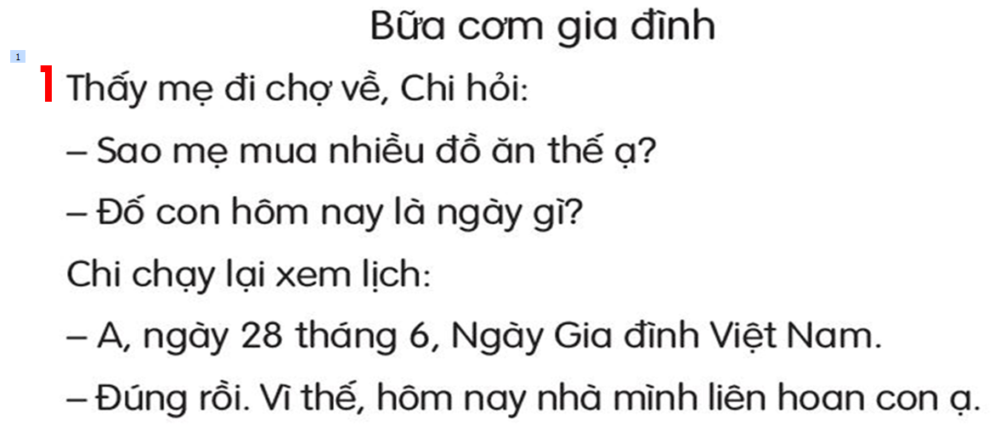 Bữa cơm gia đình
1
1 Thấy mẹ đi chợ về, Chi hỏi:
– Sao mẹ mua nhiều đồ ăn thế ạ?
– Đố con hôm nay là ngày gì?
Chi chạy lại xem lịch:
– A, ngày 28 tháng 6, Ngày Gia đình Việt Nam.
– Đúng rồi. Vì thế, hôm nay nhà mình liên hoan con ạ.